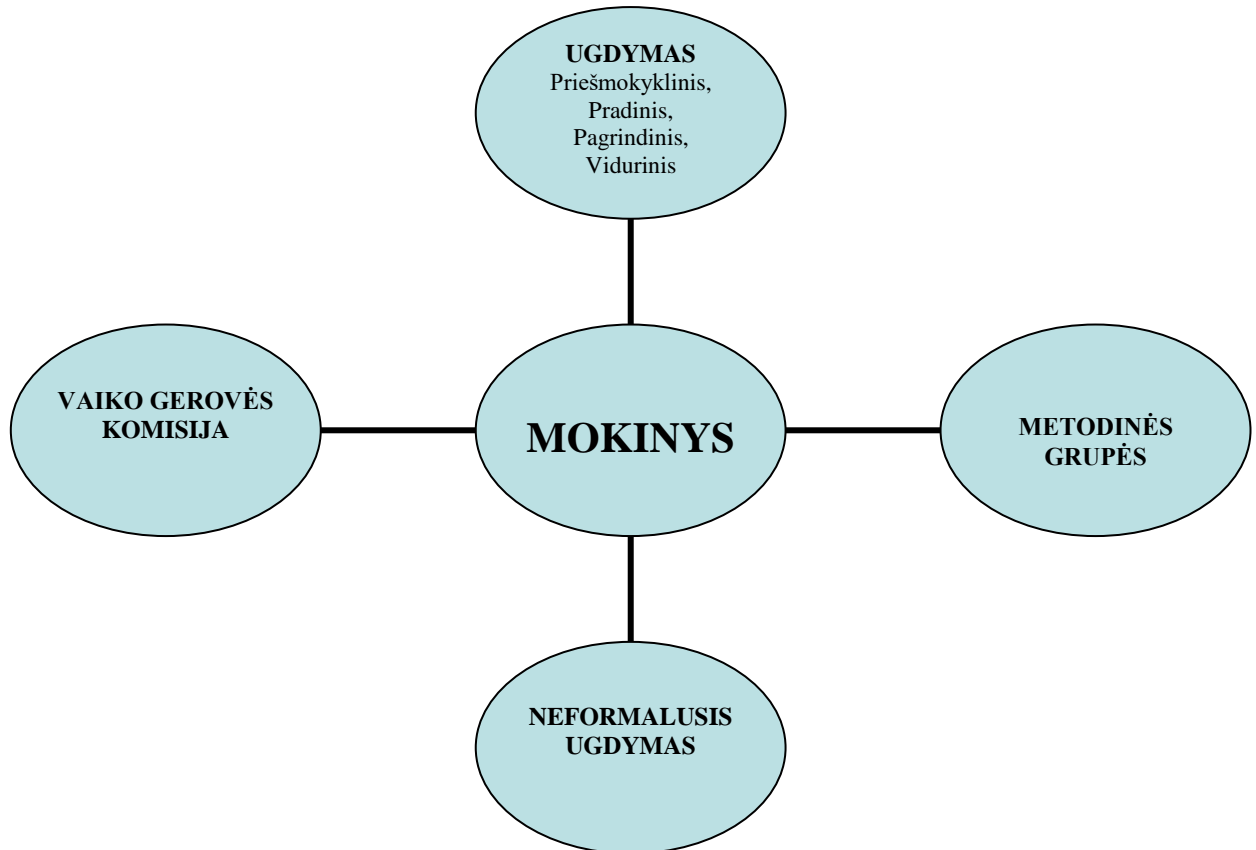 UGDYMAS
Priešmokyklinis,
Pradinis,
Pagrindinis,
Vidurinis
VAIKO GEROVĖS
KOMISIJA
MOKINYS
METODINĖS
GRUPĖS
NEFORMALUSIS
UGDYMAS